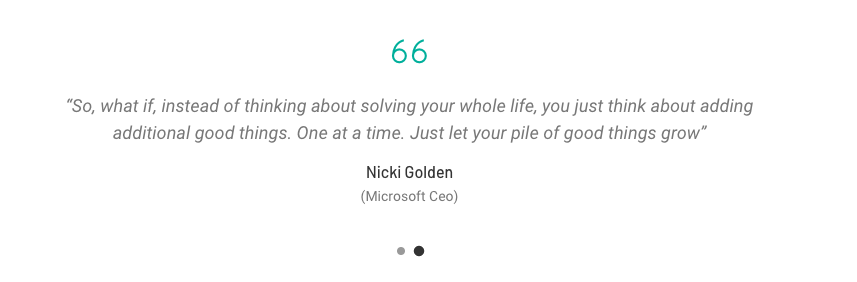 “So, what if, instead of thinking about solving your whole life, you just think about adding
additional good things. One at a time. Just let your pile of good things grow”
Nicki Golden
(Microsoft Ceo)